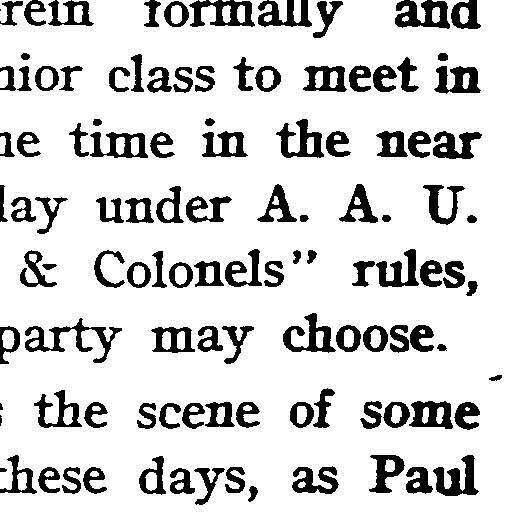 rein formally and
nior class to meet in
ne time in the near
lay under A. A. U.
& Colonels” rules,
party may choose.
s the scene of some
these days, as Paul